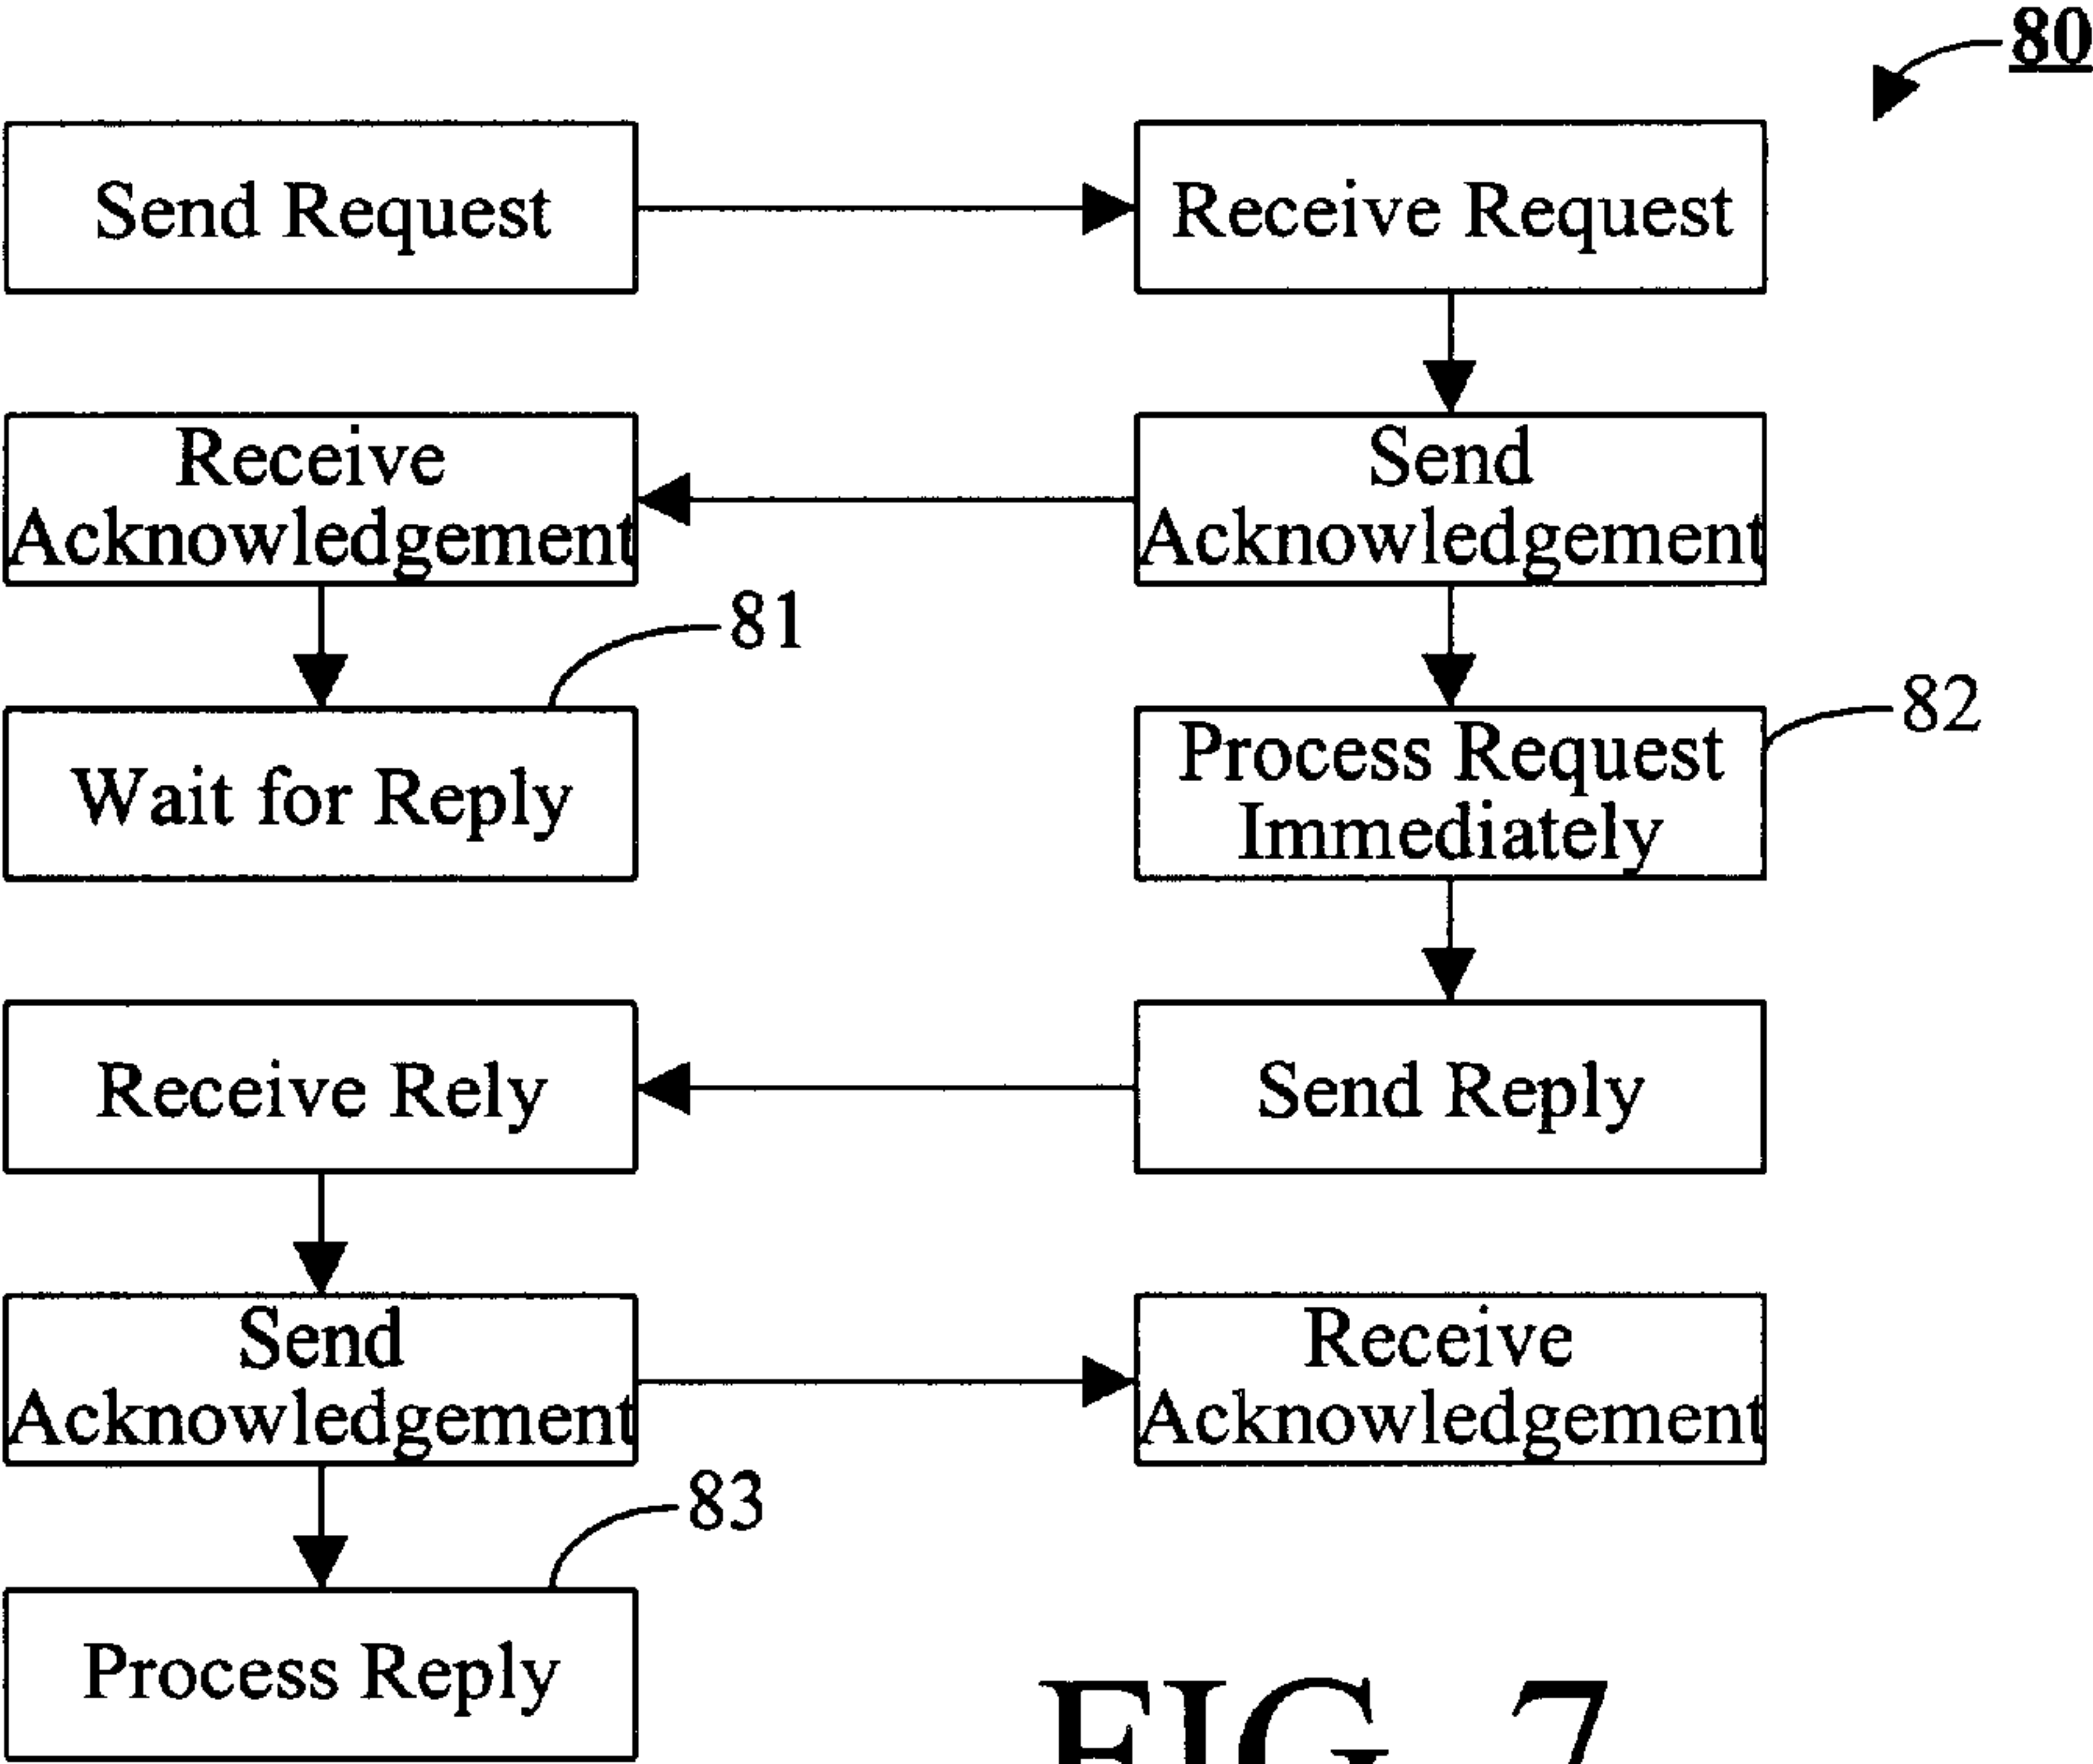 80
Send Request
Receive Request
Receive
Acknowledgement
Send
Acknowledgement
81
82
Wait for Reply
Process Request
Immediately
Receive Rely
Send Reply
Send
Acknowledgement
Receive
Acknowledgement
83
Process Reply
FIG. 7